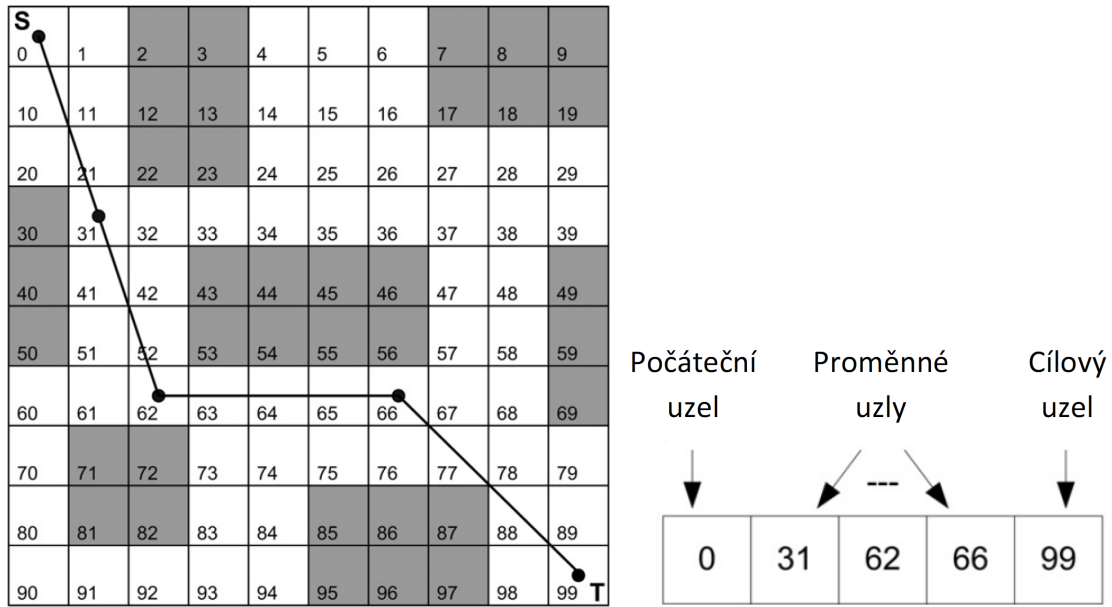 S
0 1 2 3 4 5 6 7 8 9
10 11 12 13 14 15 16 17 18 19
20 21 22 23 24 25 26 27 28 29
30 31 32 33 34 35 36 37 38 39
40 41 42 43 44 45 46 47 48 49
50 51 52 53 54 55 56 57 58 59
60 61 62 63 64 65 66 67 68 69
70 71 72 73 74 75 76 77 78 79
80 81 82 83 84 85 86 87 88 89
90 91 92 93 94 95 96 97 98 99 T
Počáteční
uzel
Proměnné
uzly
Cílový
uzel
---
0 31 62 66 99